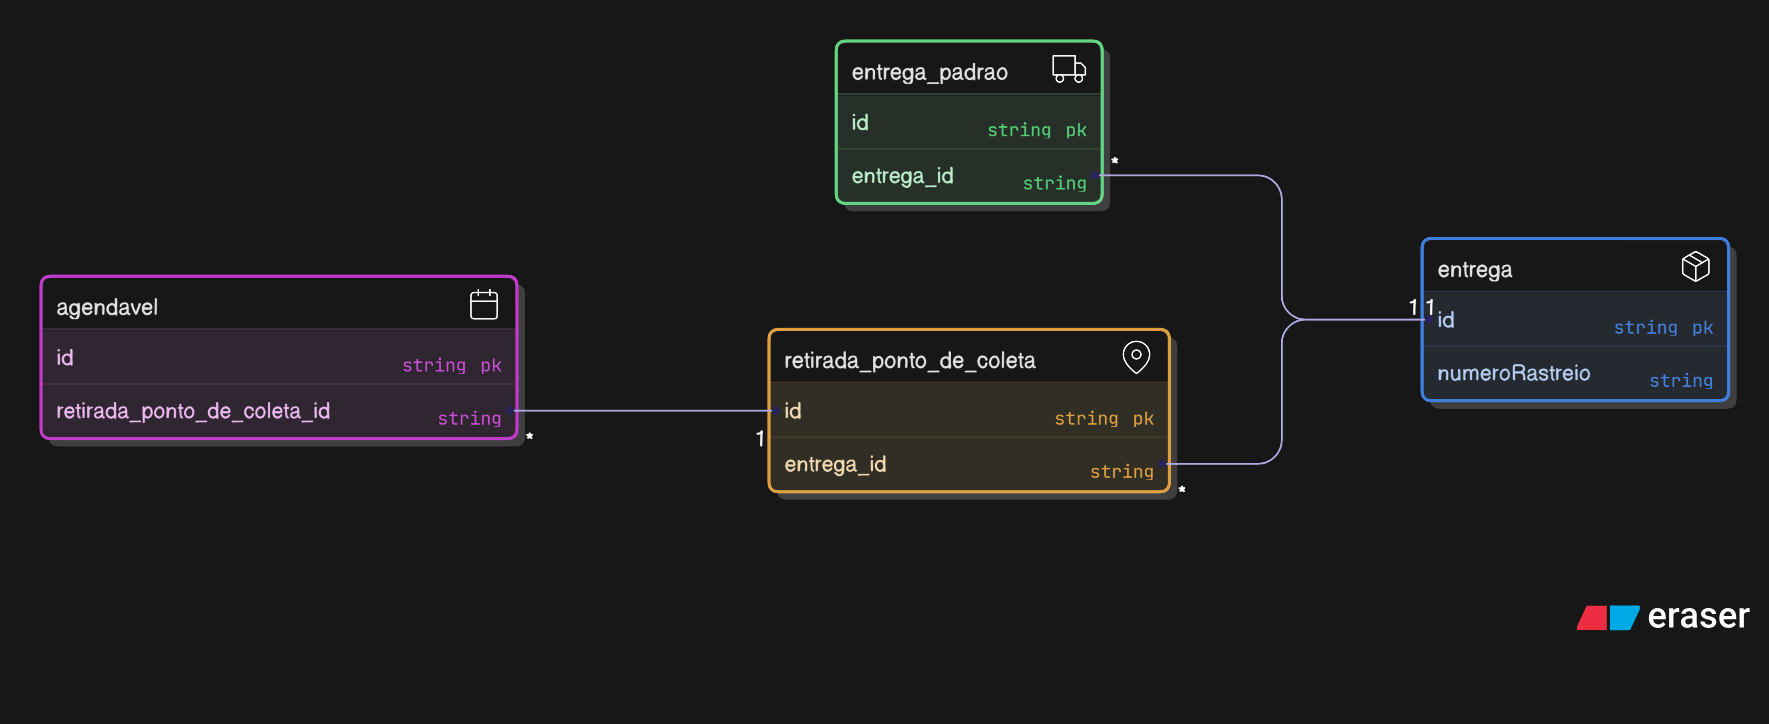 entrega_padrao
id string pk
entrega_id string
*
entrega
1 1
id string pk
numeroRastreio string
agendavel
id string pk
retirada_ponto_de_coleta_id string
*
retirada_ponto_de_coleta
id string pk
1
entrega_id string
*
eraser